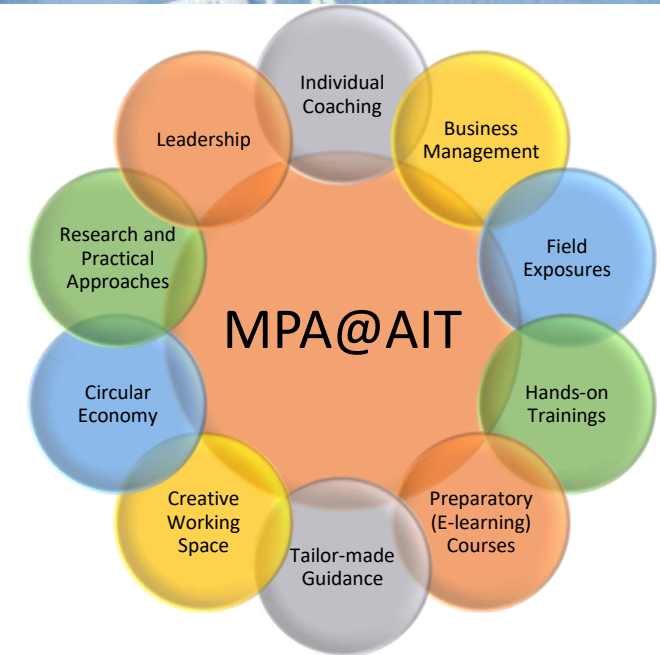 Individual
Coaching
Business
Management
Field
Exposures
Hands-on
Trainings
Preparatory
(E-learning)
Courses
Tailor-made
Guidance
Creative
Working
Space
Circular
Economy
Research and
Practical
Approaches
Leadership
MPA@AIT